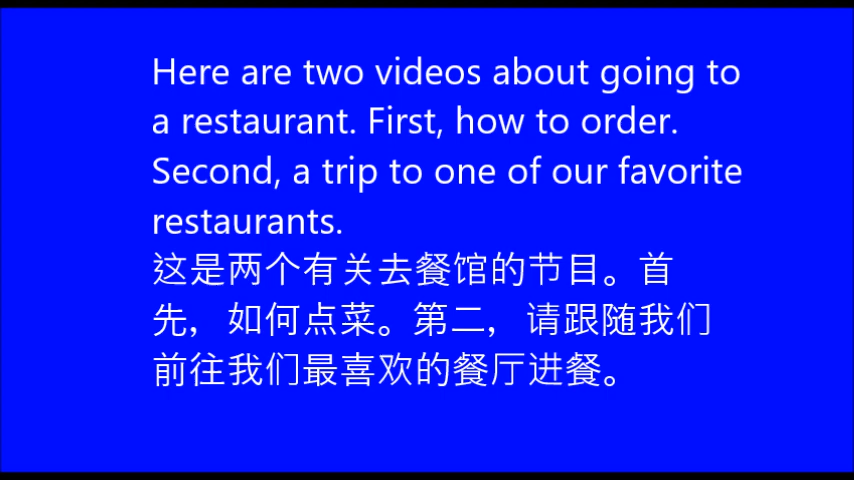 Here are two videos about going to
a restaurant. First, how to order.
Second, a trip to one of our favorite
restaurants.
这是两个有关去餐馆的节目。首
先，如何点菜。第二，请跟随我们
前往我们最喜欢的餐厅进餐。